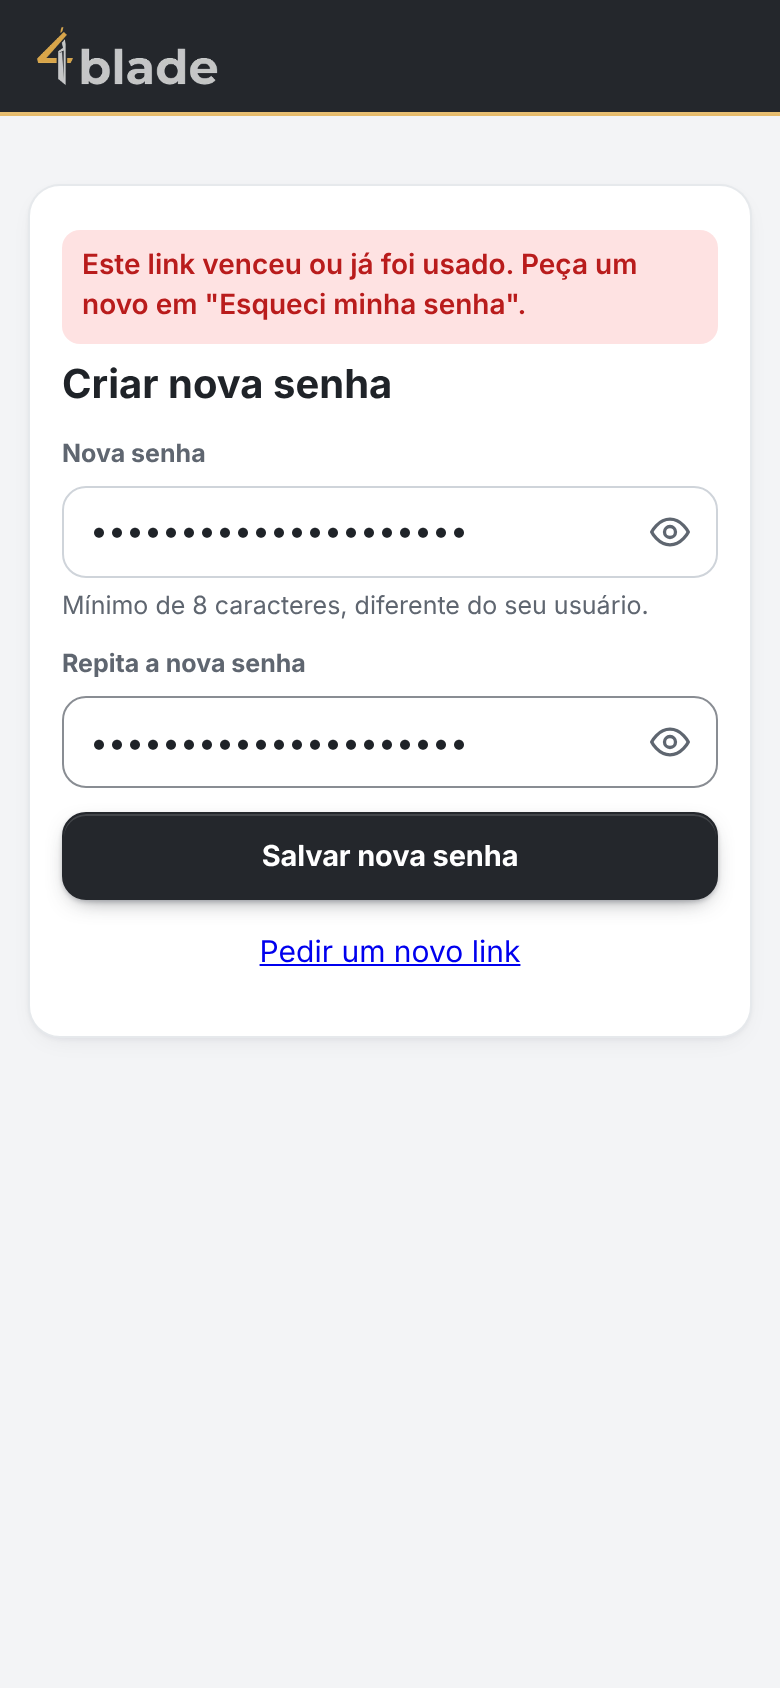 4blade
Este link venceu ou já foi usado. Peça um
novo em "Esqueci minha senha".
Criar nova senha
Nova senha
•••••••••••••••••••••
Mínimo de 8 caracteres, diferente do seu usuário.
Repita a nova senha
•••••••••••••••••••••
Salvar nova senha
Pedir um novo link